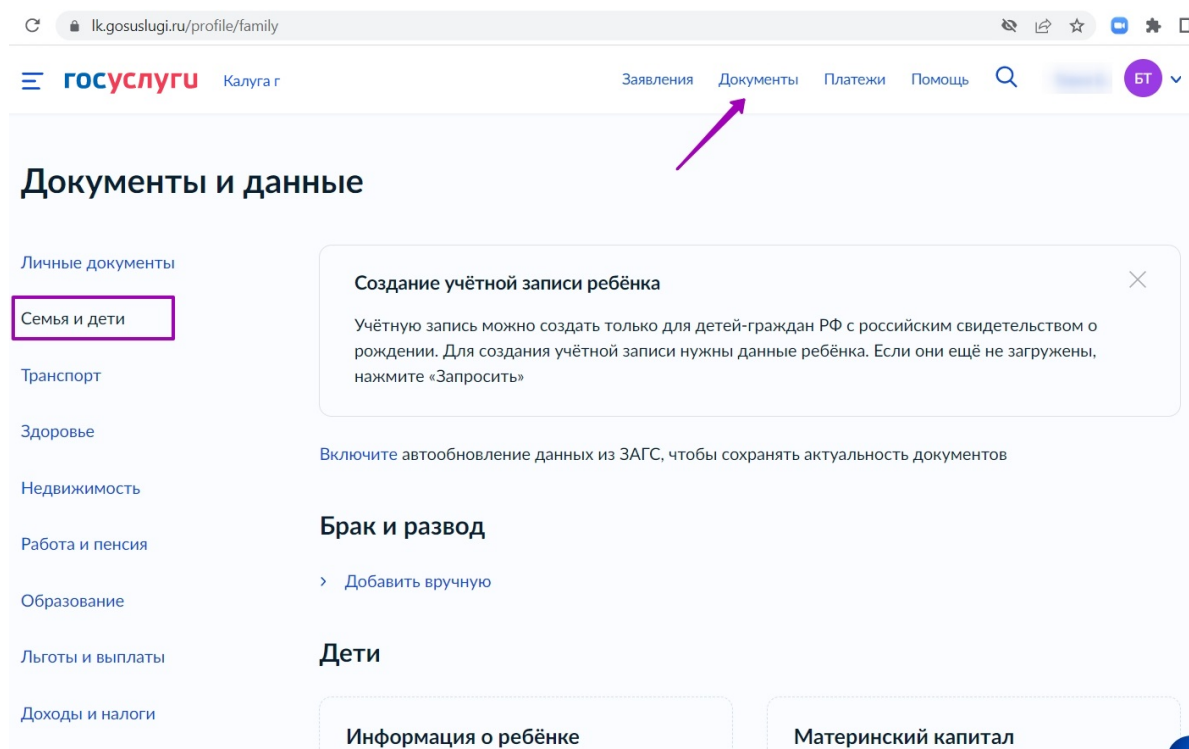 lk.gosuslugi.ru/profile/family
госуслуги Калуга г Заявления Документы Платежи Помощь БТ
Документы и данные
Личные документы
Семья и дети
Транспорт
Здоровье
Недвижимость
Работа и пенсия
Образование
Льготы и выплаты
Доходы и налоги
Создание учётной записи ребёнка
Учётную запись можно создать только для детей-граждан РФ с российским свидетельством о
рождении. Для создания учётной записи нужны данные ребёнка. Если они ещё не загружены,
нажмите «Запросить»
Включите автообновление данных из ЗАГС, чтобы сохранять актуальность документов
Брак и развод
Добавить вручную
Дети
Информация о ребёнке
Материнский капитал